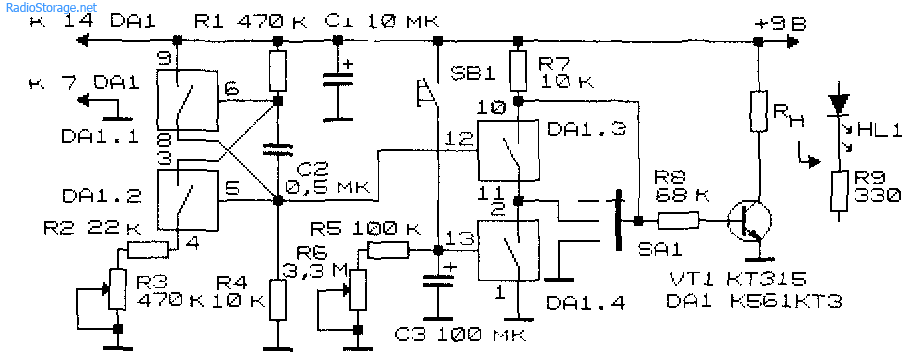 RadioStorage.net
К 14 DA1
R1 470 К
C1 10 МК
+9 В
9
К 7 DA1
6
+
SB1
R7
10 К
DA1.1
8
3
10
12
DA1.3
RН
HL1
C2
0,5 МК
DA1.2
5
11
2
R8
68 К
R9
330
R2 22 К
4
R5 100 К
13
SA1
R3
470 К
R4
10 К
R6
3,3 М
+
1
DA1.4
VT1 КТ315
DA1 К561КТ3
C3 100 МК